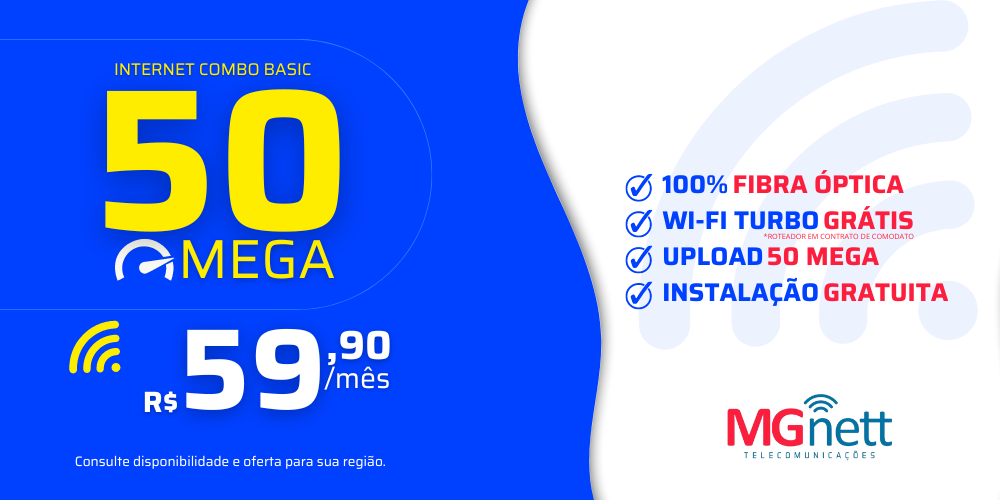 INTERNET COMBO BASIC
50
MEGA
R$ 59,90
/mês
Consulte disponibilidade e oferta para sua região.
100% FIBRA ÓPTICA
WI-FI TURBO GRÁTIS
*ROTEADOR EM CONTRATO DE COMODATO
UPLOAD 50 MEGA
INSTALAÇÃO GRATUITA
MGnett
TELECOMUNICAÇÕES